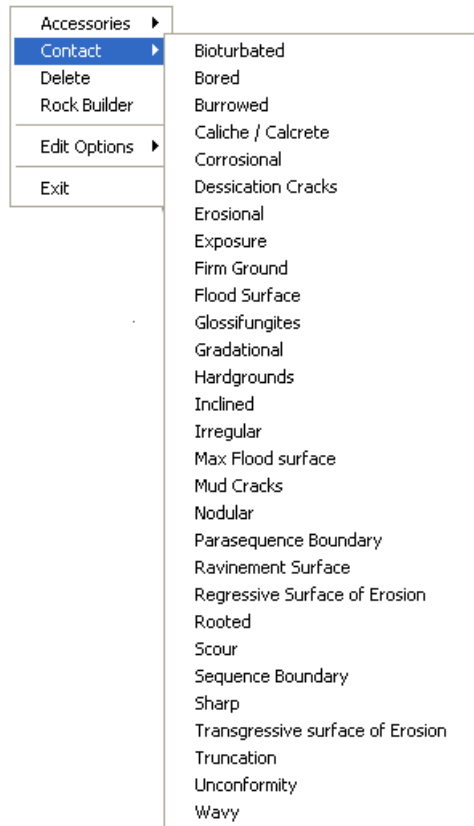 Accessories
Contact
Delete
Rock Builder
Edit Options
Exit
Bioturbated
Bored
Burrowed
Caliche / Calcrete
Corrosional
Dessication Cracks
Erosional
Exposure
Firm Ground
Flood Surface
Glossifungites
Gradational
Hardgrounds
Inclined
Irregular
Max Flood surface
Mud Cracks
Nodular
Parasequence Boundary
Ravinement Surface
Regressive Surface of Erosion
Rooted
Scour
Sequence Boundary
Sharp
Transgressive surface of Erosion
Truncation
Unconformity
Wavy